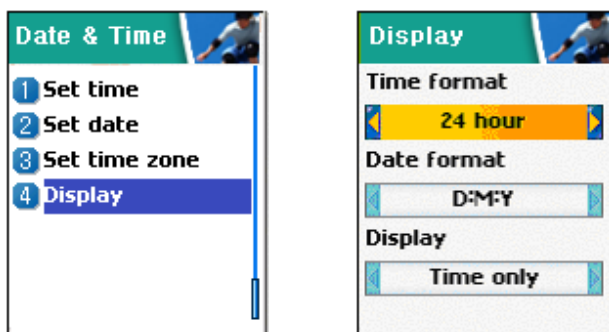 Date & Time
1 Set time
2 Set date
3 Set time zone
4 Display
Display
Time format
24 hour
Date format
D:M:Y
Display
Time only